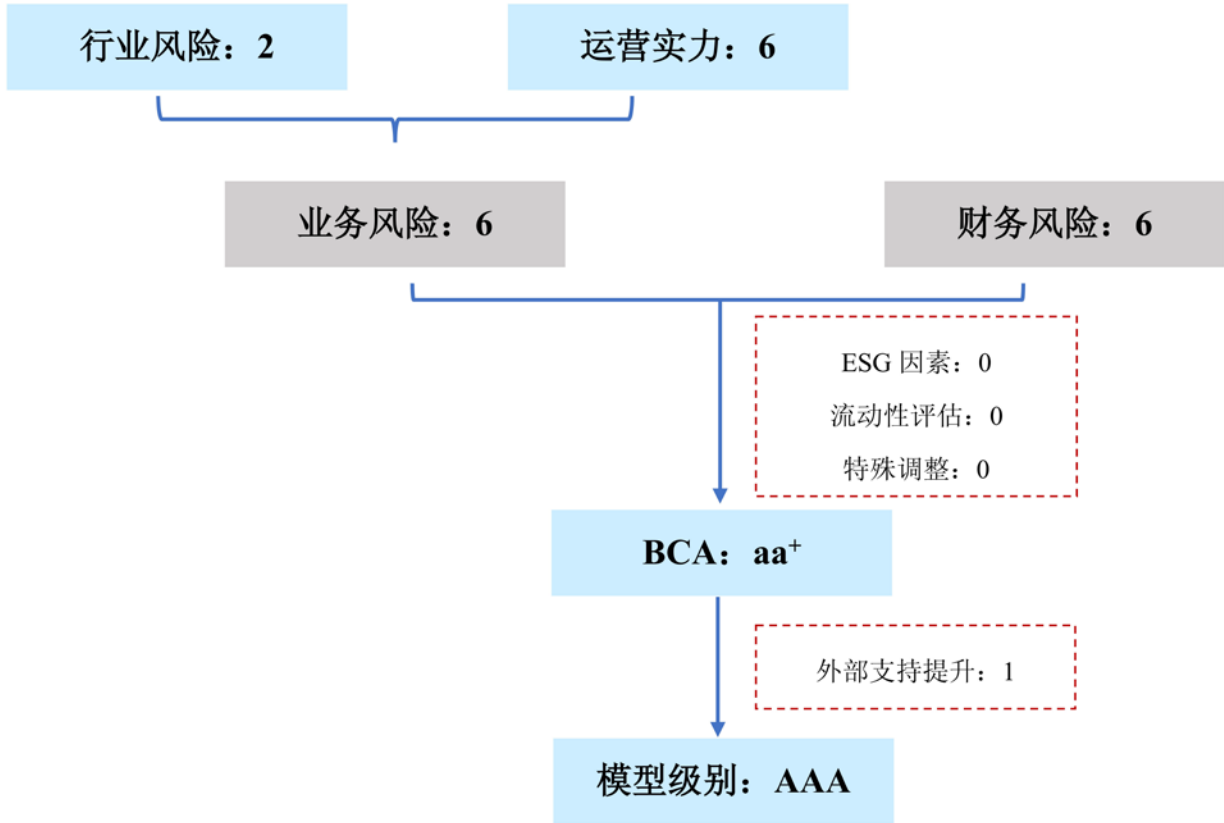 行业风险：2
运营实力：6
业务风险：6
财务风险：6
ESG 因素：0
流动性评估：0
特殊调整：0
BCA：aa⁺
外部支持提升：1
模型级别：AAA